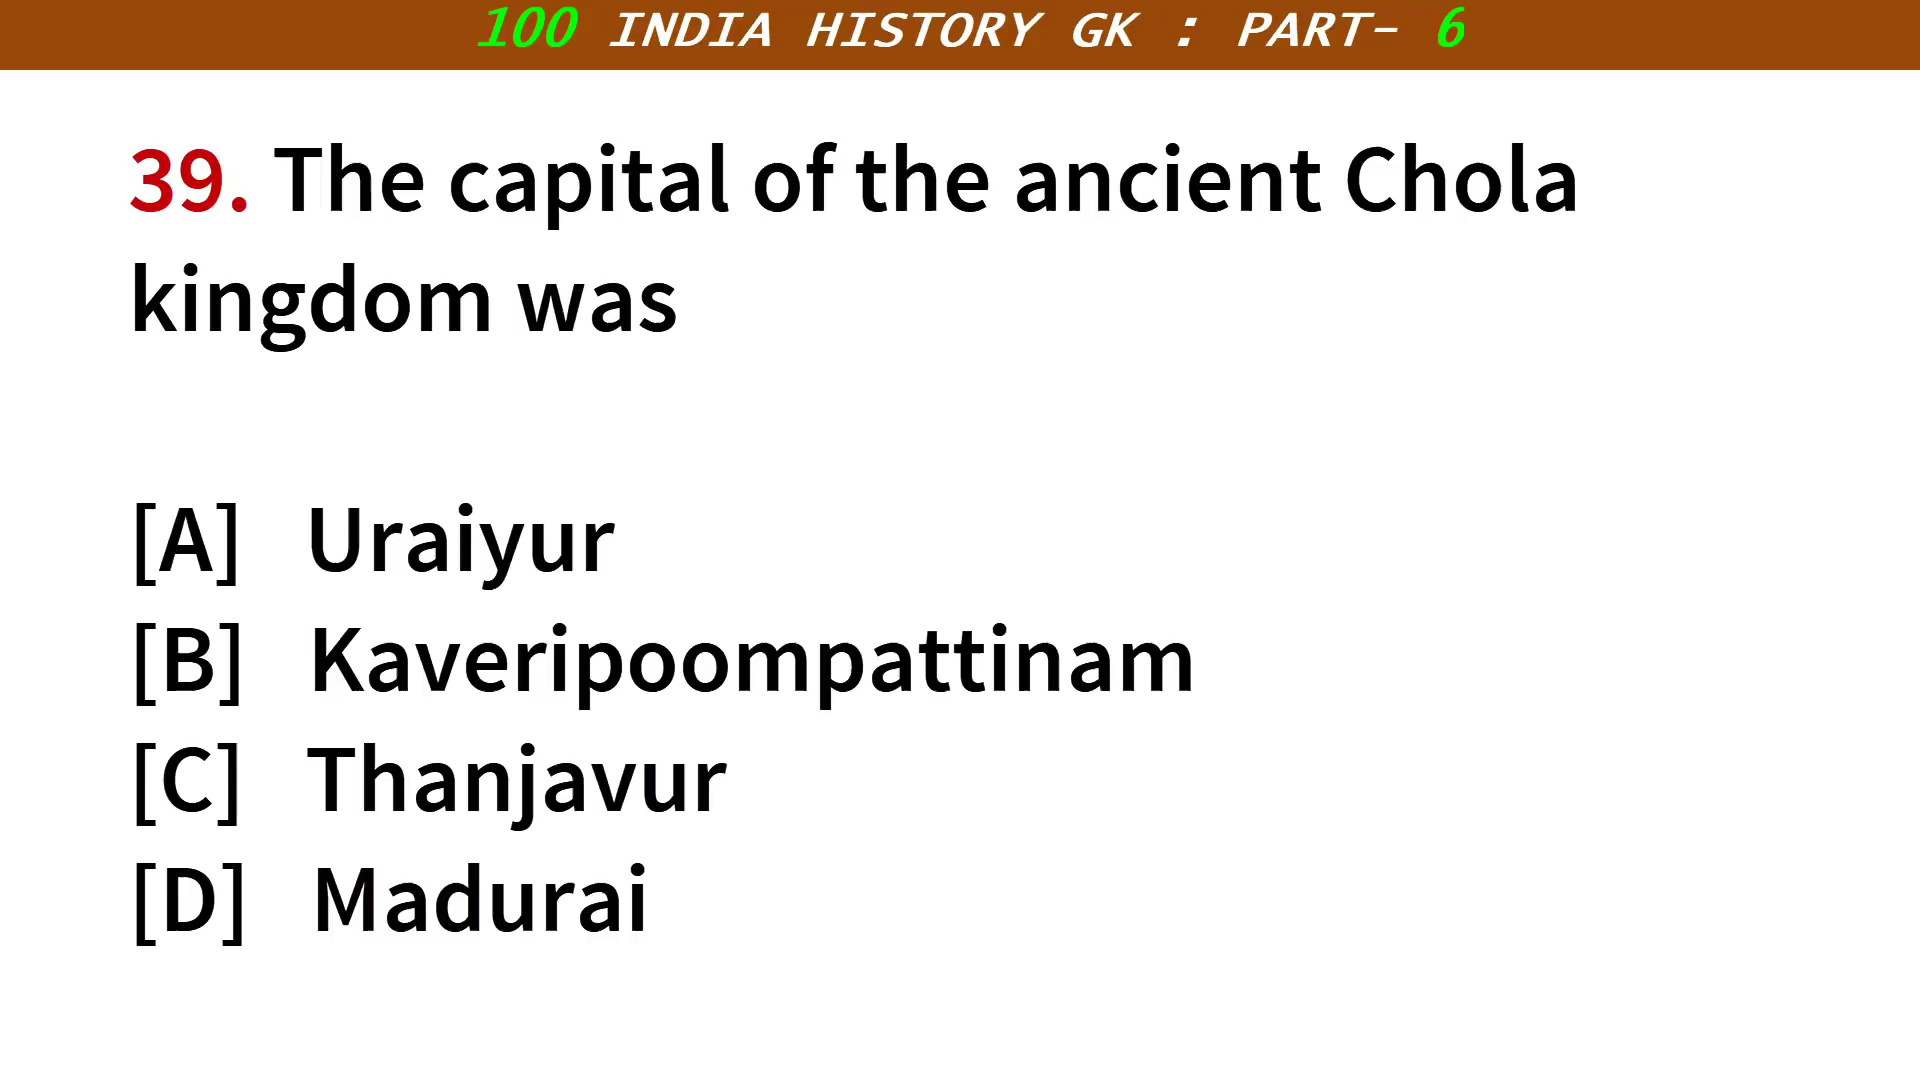 100 INDIA HISTORY GK : PART- 6
39. The capital of the ancient Chola
kingdom was
[A] Uraiyur
[B] Kaveripoompattinam
[C] Thanjavur
[D] Madurai